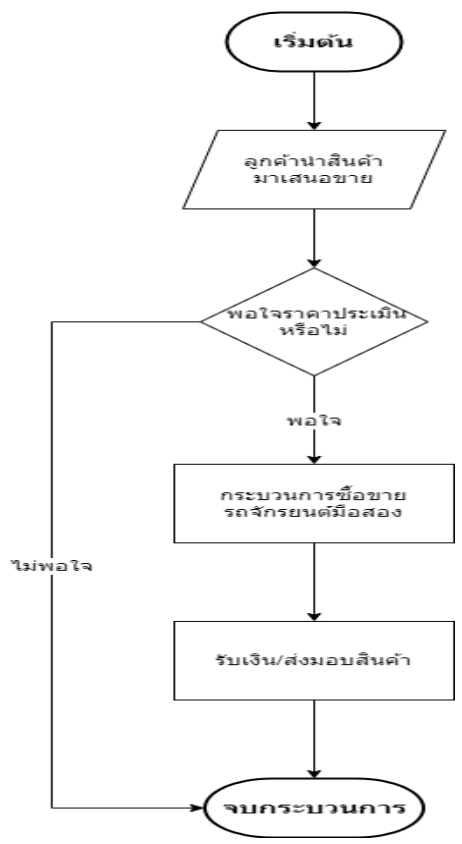 เริ่มต้น
ลูกค้านำสินค้า
มาเสนอขาย
พอใจราคาประเมิน
หรือไม่
พอใจ
กระบวนการซื้อขาย
รถจักรยนต์มือสอง
ไม่พอใจ
รับเงิน/ส่งมอบสินค้า
จบกระบวนการ